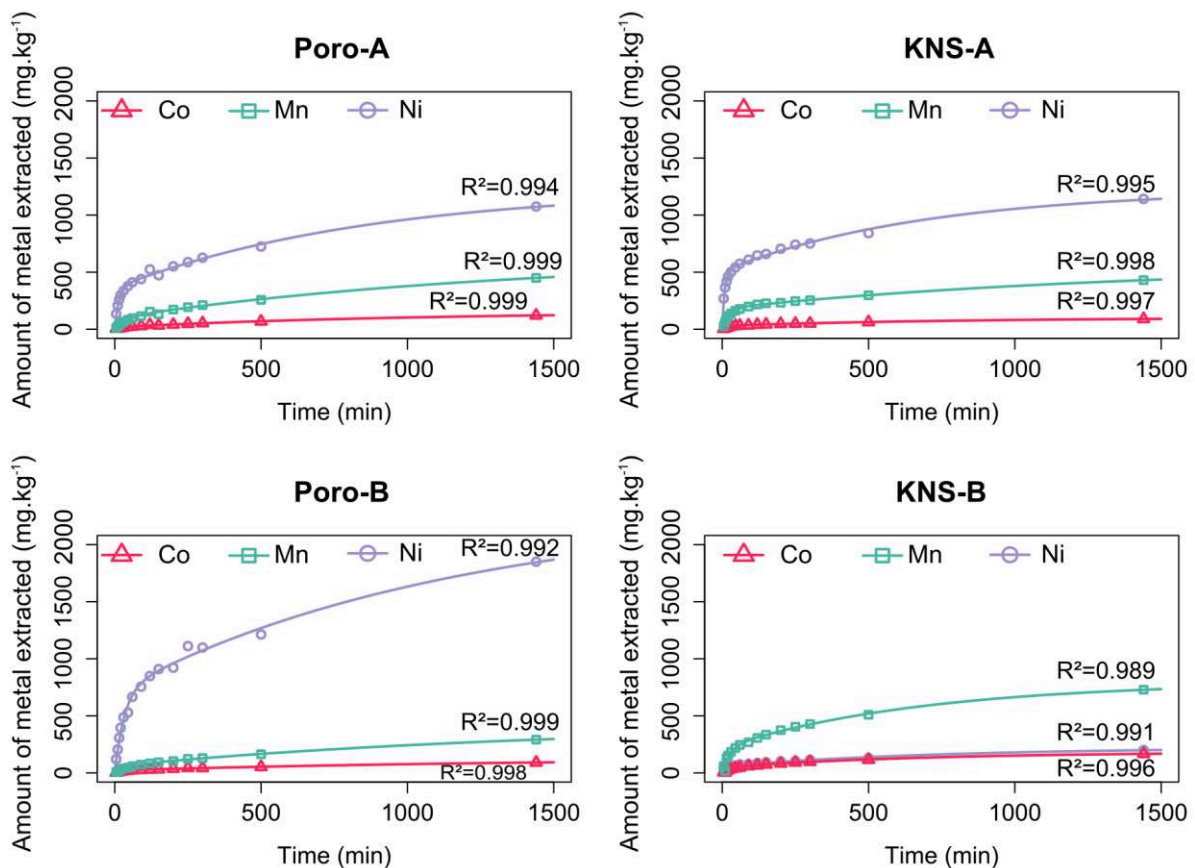 Poro-A
Amount of metal extracted (mg.kg⁻¹)
2000
1500
1000
500
0
Co Mn Ni
R²=0.994
R²=0.999
R²=0.999
0 500 1000 1500
Time (min)
KNS-A
Amount of metal extracted (mg.kg⁻¹)
2000
1500
1000
500
0
Co Mn Ni
R²=0.995
R²=0.998
R²=0.997
0 500 1000 1500
Time (min)
Poro-B
Amount of metal extracted (mg.kg⁻¹)
2000
1500
1000
500
0
Co Mn Ni
R²=0.992
R²=0.999
R²=0.998
0 500 1000 1500
Time (min)
KNS-B
Amount of metal extracted (mg.kg⁻¹)
2000
1500
1000
500
0
Co Mn Ni
R²=0.989
R²=0.991
R²=0.996
0 500 1000 1500
Time (min)